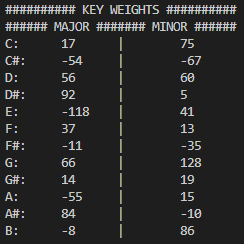 ########## KEY WEIGHTS ##########
###### MAJOR ####### MINOR ######
C: 17 | 75
C#: -54 | -67
D: 56 | 60
D#: 92 | 5
E: -118 | 41
F: 37 | 13
F#: -11 | -35
G: 66 | 128
G#: 14 | 19
A: -55 | 15
A#: 84 | -10
B: -8 | 86